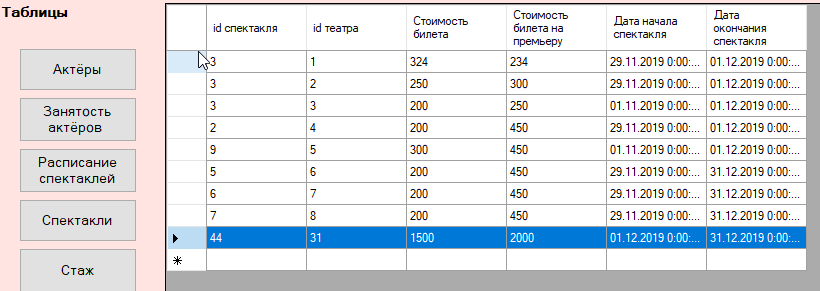 Таблицы
Актёры
Занятость
актёров
Расписание
спектаклей
Спектакли
Стаж
id спектакля id театра Стоимость билета Стоимость билета на премьеру Дата начала спектакля Дата окончания спектакля
3 1 324 234 29.11.2019 0:00:... 01.12.2019 0:00:...
3 2 250 300 29.11.2019 0:00:... 01.12.2019 0:00:...
3 3 200 250 01.11.2019 0:00:... 01.12.2019 0:00:...
2 4 200 450 29.11.2019 0:00:... 01.12.2019 0:00:...
9 5 300 450 01.11.2019 0:00:... 01.12.2019 0:00:...
5 6 200 450 29.11.2019 0:00:... 31.12.2019 0:00:...
6 7 200 450 29.11.2019 0:00:... 31.12.2019 0:00:...
7 8 200 450 29.11.2019 0:00:... 31.12.2019 0:00:...
44 31 1500 2000 01.12.2019 0:00:... 31.12.2019 0:00:...